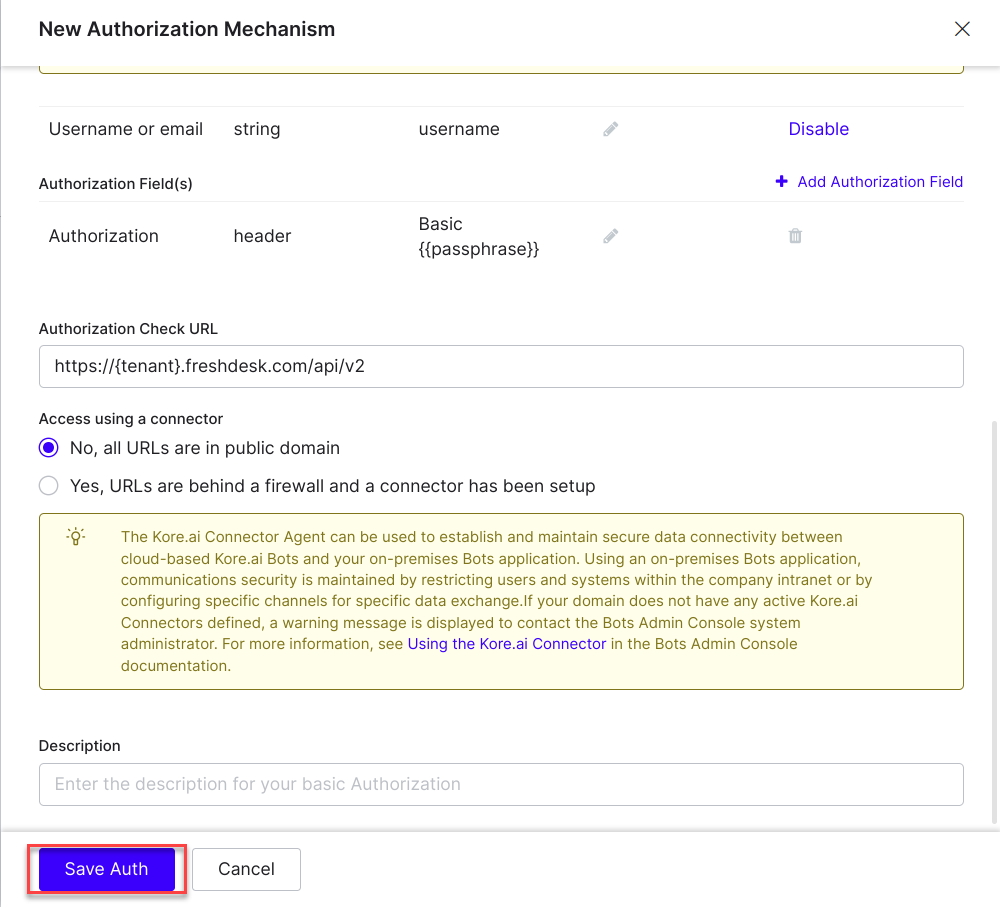 New Authorization Mechanism
Username or email string username Disable
Authorization Field(s) + Add Authorization Field
Authorization header Basic
{{passphrase}}
Authorization Check URL
https://{tenant}.freshdesk.com/api/v2
Access using a connector
No, all URLs are in public domain
Yes, URLs are behind a firewall and a connector has been setup
The Kore.ai Connector Agent can be used to establish and maintain secure data connectivity between
cloud-based Kore.ai Bots and your on-premises Bots application. Using an on-premises Bots application,
communications security is maintained by restricting users and systems within the company intranet or by
configuring specific channels for specific data exchange.If your domain does not have any active Kore.ai
Connectors defined, a warning message is displayed to contact the Bots Admin Console system
administrator. For more information, see Using the Kore.ai Connector in the Bots Admin Console
documentation.
Description
Enter the description for your basic Authorization
Save Auth Cancel